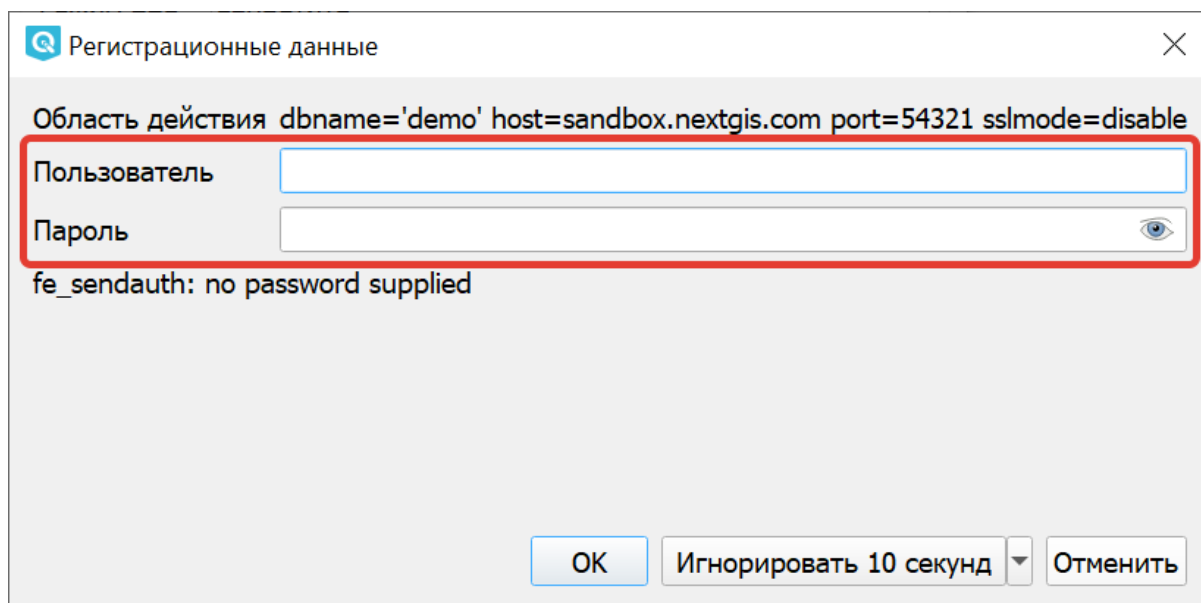 Регистрационные данные
Область действия dbname='demo' host=sandbox.nextgis.com port=54321 sslmode=disable
Пользователь
Пароль
fe_sendauth: no password supplied
OK Игнорировать 10 секунд Отменить